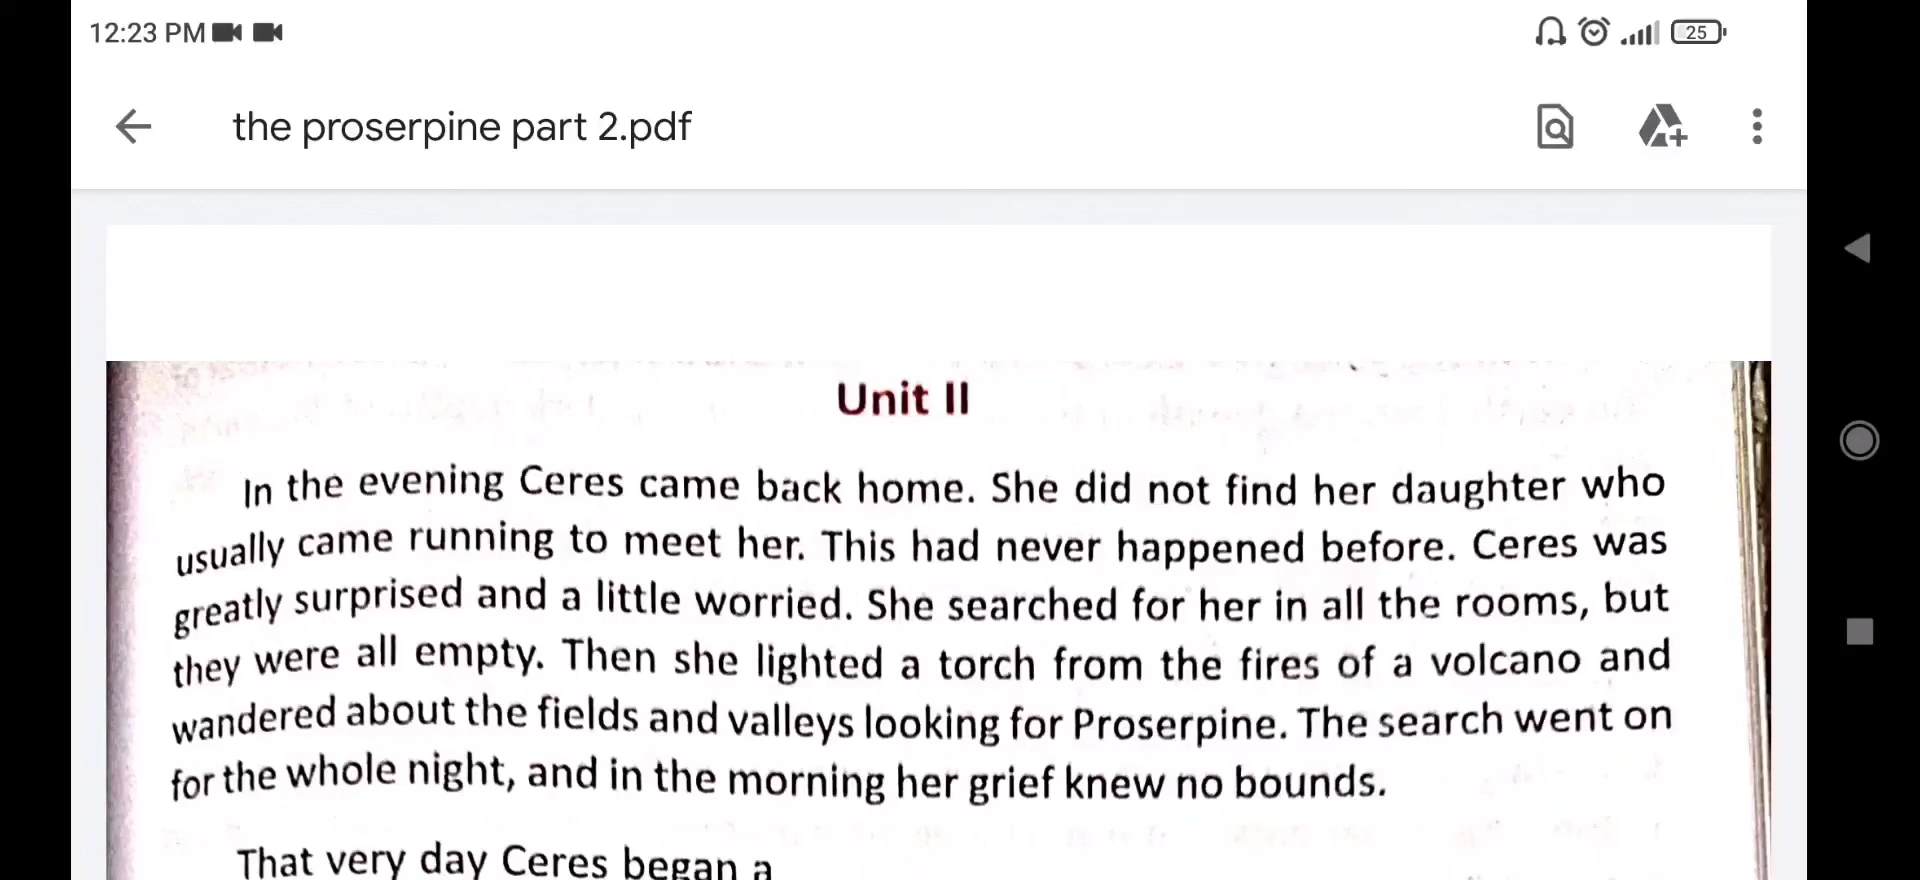 12:23 PM
25
the proserpine part 2.pdf
Unit II
In the evening Ceres came back home. She did not find her daughter who
usually came running to meet her. This had never happened before. Ceres was
greatly surprised and a little worried. She searched for her in all the rooms, but
they were all empty. Then she lighted a torch from the fires of a volcano and
wandered about the fields and valleys looking for Proserpine. The search went on
for the whole night, and in the morning her grief knew no bounds.
That very day Ceres began a